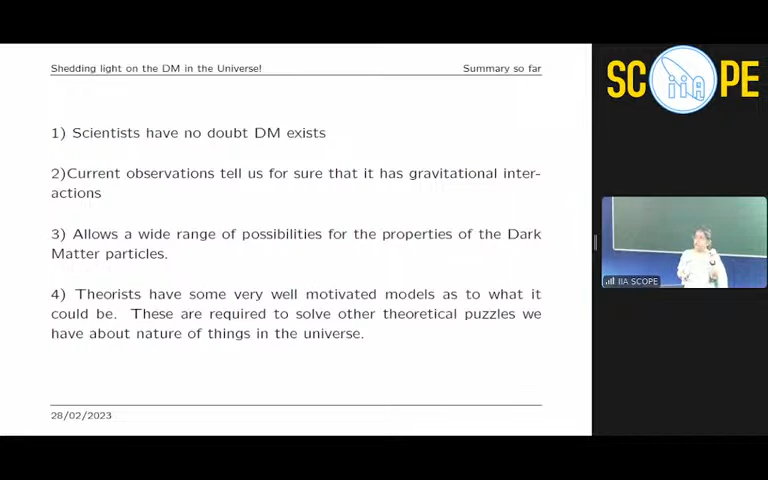 Shedding light on the DM in the Universe!
Summary so far
1) Scientists have no doubt DM exists
2)Current observations tell us for sure that it has gravitational inter-
actions
3) Allows a wide range of possibilities for the properties of the Dark
Matter particles.
4) Theorists have some very well motivated models as to what it
could be. These are required to solve other theoretical puzzles we
have about nature of things in the universe.
28/02/2023
SC iiA PE
IIA SCOPE